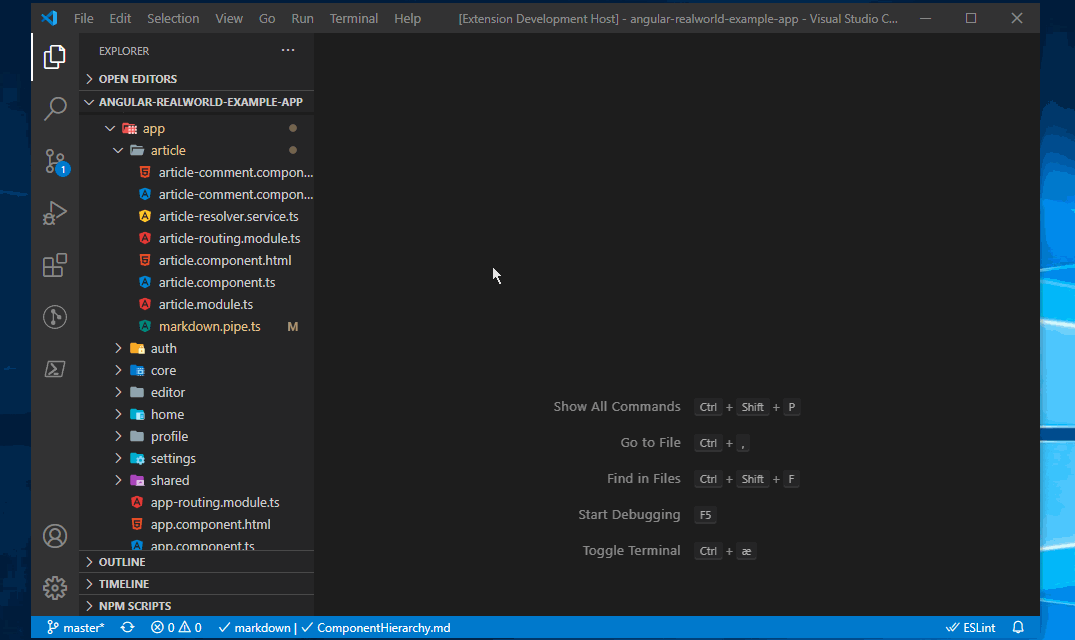 File Edit Selection View Go Run Terminal Help [Extension Development Host] - angular-realworld-example-app - Visual Studio C...
EXPLORER ...
OPEN EDITORS
ANGULAR-REALWORLD-EXAMPLE-APP
app
article
article-comment.compon...
article-comment.compon...
1
article-resolver.service.ts
article-routing.module.ts
article.component.html
article.component.ts
article.module.ts
markdown.pipe.ts M
auth
core
editor
home
profile
settings
shared
app-routing.module.ts
app.component.html
app.component.ts
OUTLINE
TIMELINE
NPM SCRIPTS
Show All Commands Ctrl + Shift + P
Go to File Ctrl + ,
Find in Files Ctrl + Shift + F
Start Debugging F5
Toggle Terminal Ctrl + æ
master* 0 0 markdown | ComponentHierarchy.md ESLint